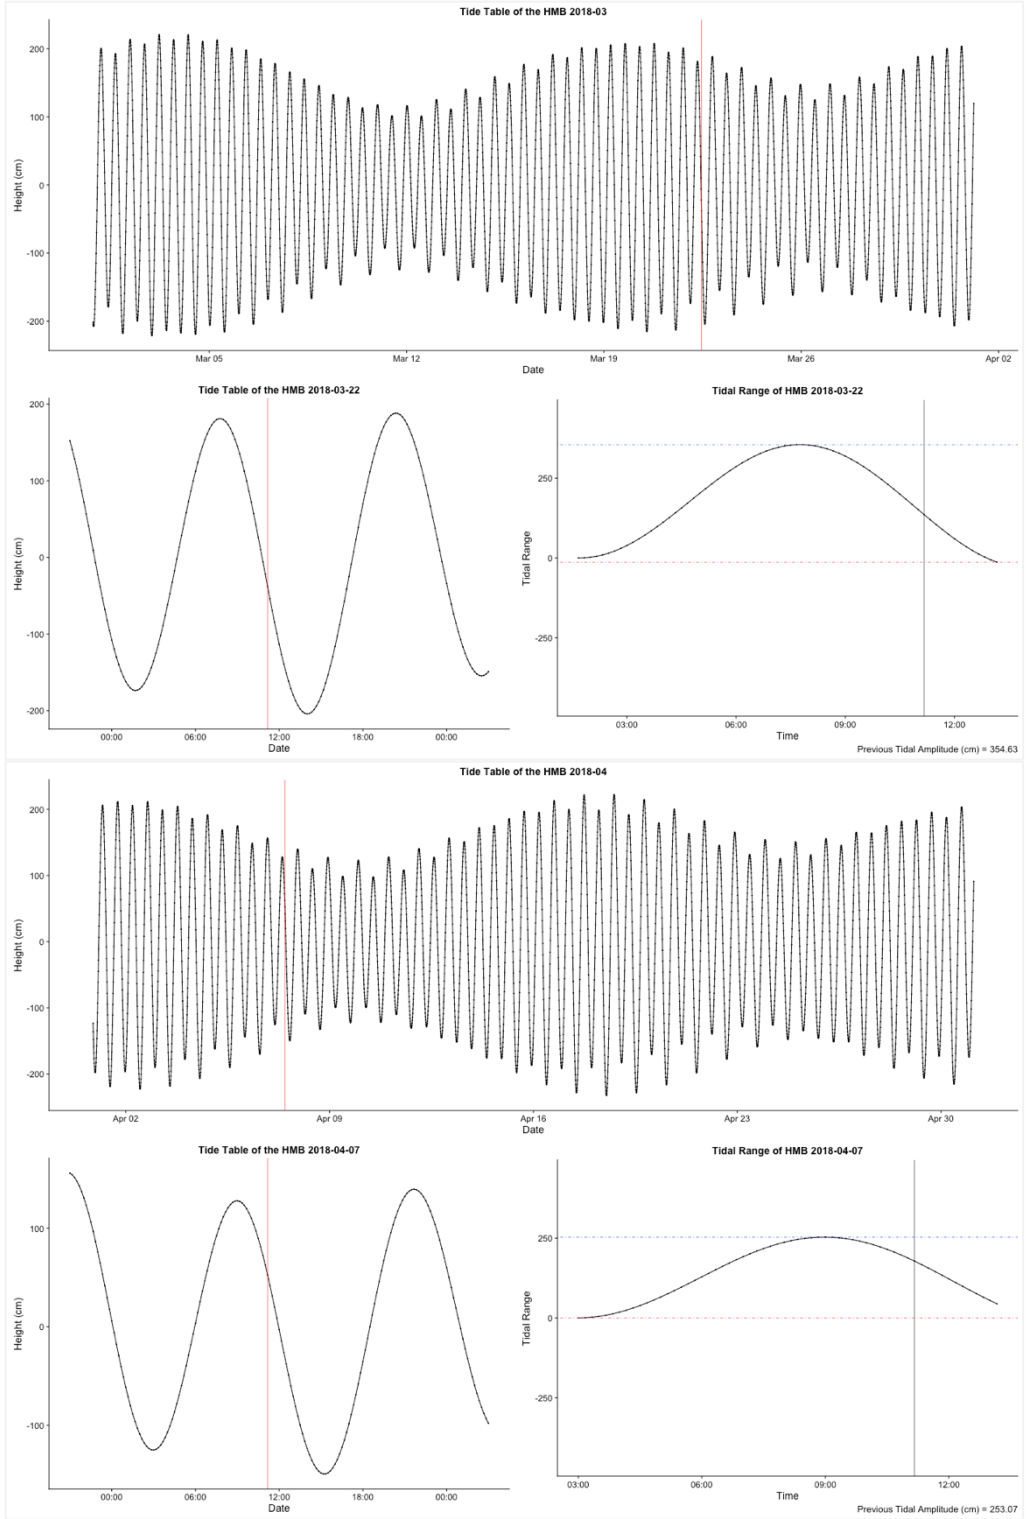 Tide Table of the HMB 2018-03
Height (cm)
200
100
0
-100
-200
Mar 05 Mar 12 Mar 19 Mar 26 Apr 02
Date
Tide Table of the HMB 2018-03-22
Height (cm)
200
100
0
-100
-200
00:00 06:00 12:00 18:00 00:00
Date
Tidal Range of HMB 2018-03-22
Tidal Range
250
0
-250
03:00 06:00 09:00 12:00
Time
Previous Tidal Amplitude (cm) = 354.63
Tide Table of the HMB 2018-04
Height (cm)
200
100
0
-100
-200
Apr 02 Apr 09 Apr 16 Apr 23 Apr 30
Date
Tide Table of the HMB 2018-04-07
Height (cm)
100
0
-100
00:00 06:00 12:00 18:00 00:00
Date
Tidal Range of HMB 2018-04-07
Tidal Range
250
0
-250
03:00 06:00 09:00 12:00
Time
Previous Tidal Amplitude (cm) = 253.07